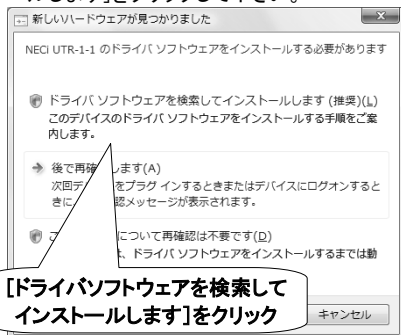 ールします]をクリックして下さい。
新しいハードウェアが見つかりました
NECi UTR-1-1 のドライバ ソフトウェアをインストールする必要があります
ドライバ ソフトウェアを検索してインストールします (推奨)(L)
このデバイスのドライバ ソフトウェアをインストールする手順をご案
内します。
後で再確 します(A)
次回デ をプラグ インするときまたはデバイスにログオンすると
きに 認メッセージが表示されます。
こ について再確認は不要です(D)
、ドライバ ソフトウェアをインストールするまでは動
[ドライバソフトウェアを検索して
インストールします]をクリック
キャンセル